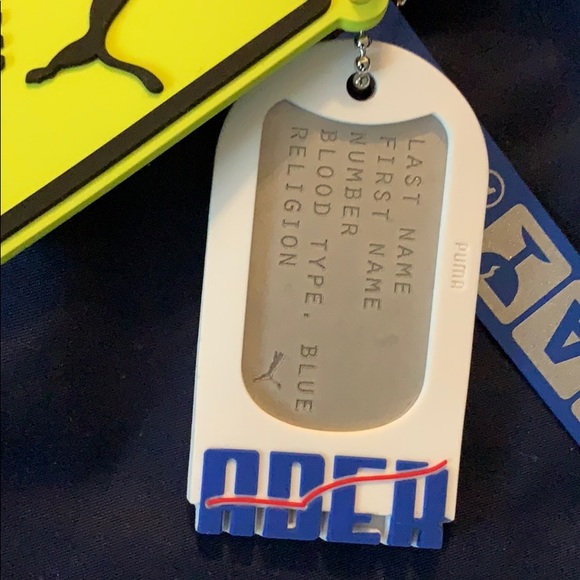 LAST NAME
FIRST NAME
NUMBER
BLOOD TYPE, BLUE
RELIGION
PUMA
ADER